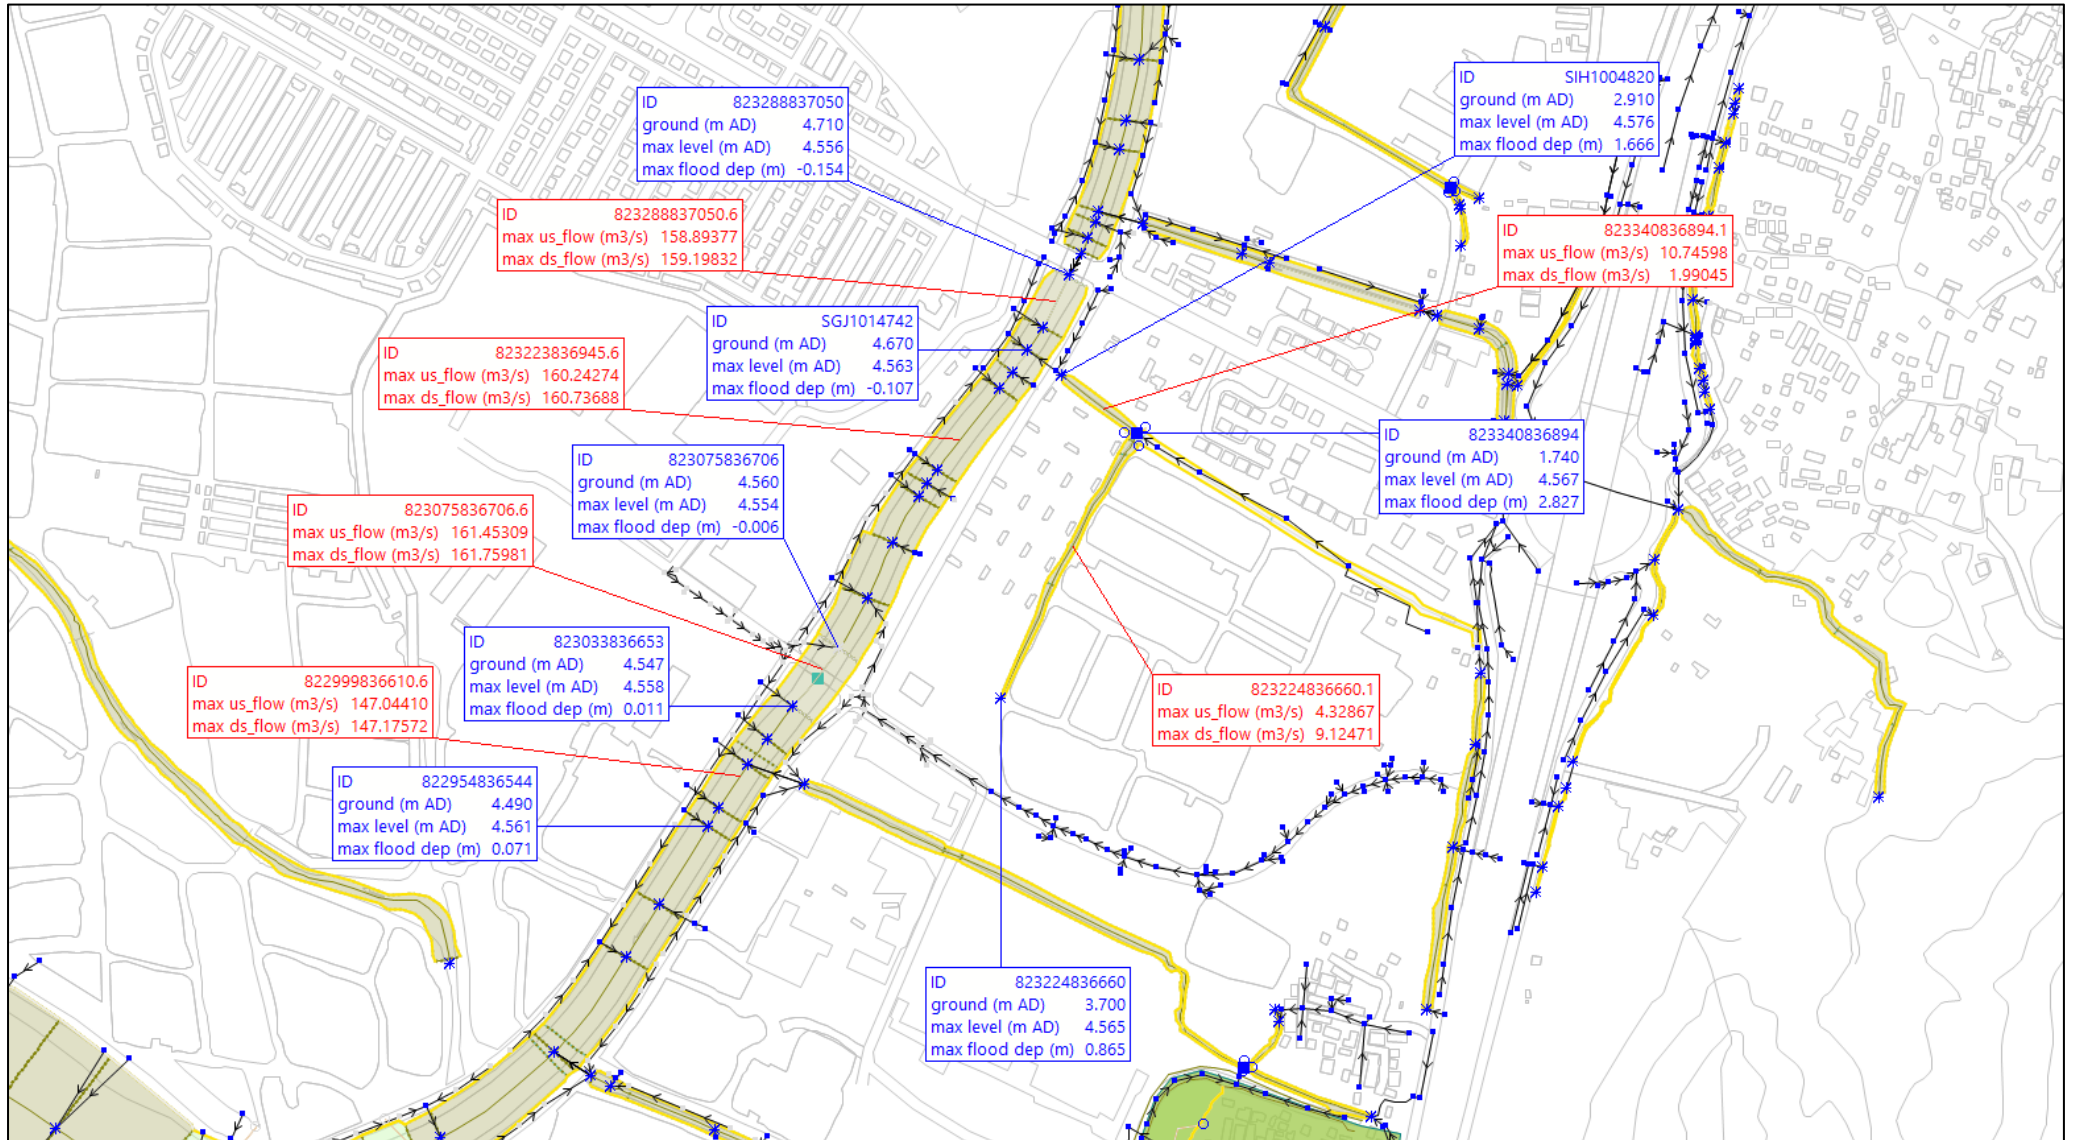 ID 823288837050
ground (m AD) 4.710
max level (m AD) 4.556
max flood dep (m) -0.154
ID SIH1004820
ground (m AD) 2.910
max level (m AD) 4.576
max flood dep (m) 1.666
ID 823288837050.6
max us_flow (m3/s) 158.89377
max ds_flow (m3/s) 159.19832
ID 823340836894.1
max us_flow (m3/s) 10.74598
max ds_flow (m3/s) 1.99045
ID SGJ1014742
ground (m AD) 4.670
max level (m AD) 4.563
max flood dep (m) -0.107
ID 823223836945.6
max us_flow (m3/s) 160.24274
max ds_flow (m3/s) 160.73688
ID 823340836894
ground (m AD) 1.740
max level (m AD) 4.567
max flood dep (m) 2.827
ID 823075836706
ground (m AD) 4.560
max level (m AD) 4.554
max flood dep (m) -0.006
ID 823075836706.6
max us_flow (m3/s) 161.45309
max ds_flow (m3/s) 161.75981
ID 823033836653
ground (m AD) 4.547
max level (m AD) 4.558
max flood dep (m) 0.011
ID 822999836610.6
max us_flow (m3/s) 147.04410
max ds_flow (m3/s) 147.17572
ID 823224836660.1
max us_flow (m3/s) 4.32867
max ds_flow (m3/s) 9.12471
ID 822954836544
ground (m AD) 4.490
max level (m AD) 4.561
max flood dep (m) 0.071
ID 823224836660
ground (m AD) 3.700
max level (m AD) 4.565
max flood dep (m) 0.865